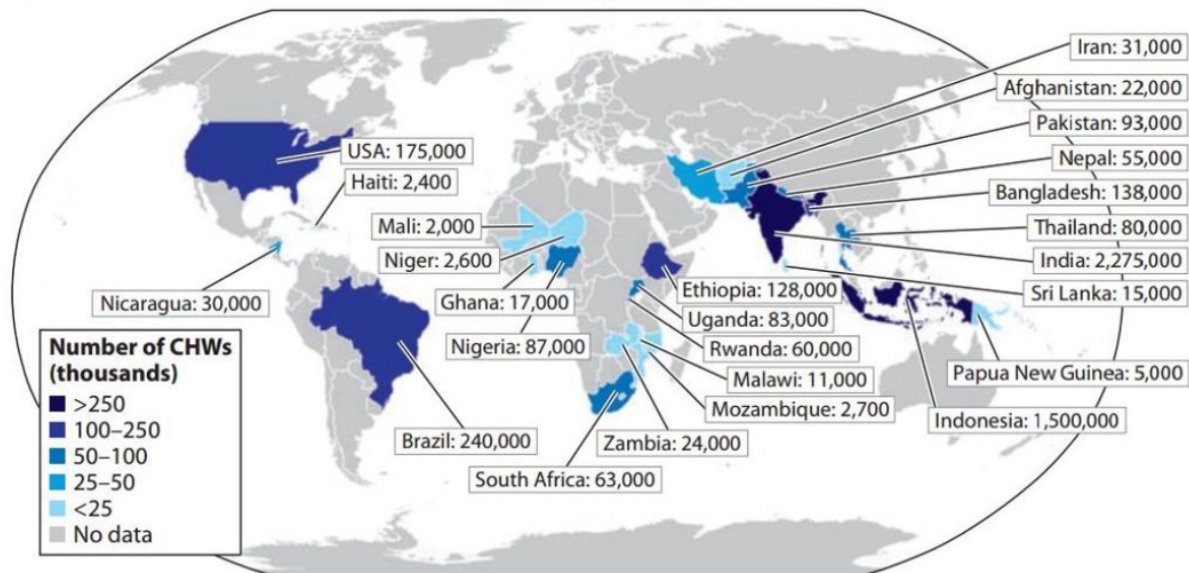 Iran: 31,000
Afghanistan: 22,000
Pakistan: 93,000
Nepal: 55,000
Bangladesh: 138,000
Thailand: 80,000
India: 2,275,000
Sri Lanka: 15,000
Papua New Guinea: 5,000
Indonesia: 1,500,000
USA: 175,000
Haiti: 2,400
Mali: 2,000
Niger: 2,600
Ghana: 17,000
Nigeria: 87,000
Nicaragua: 30,000
Brazil: 240,000
Ethiopia: 128,000
Uganda: 83,000
Rwanda: 60,000
Malawi: 11,000
Mozambique: 2,700
Zambia: 24,000
South Africa: 63,000
Number of CHWs
(thousands)
>250
100–250
50–100
25–50
<25
No data